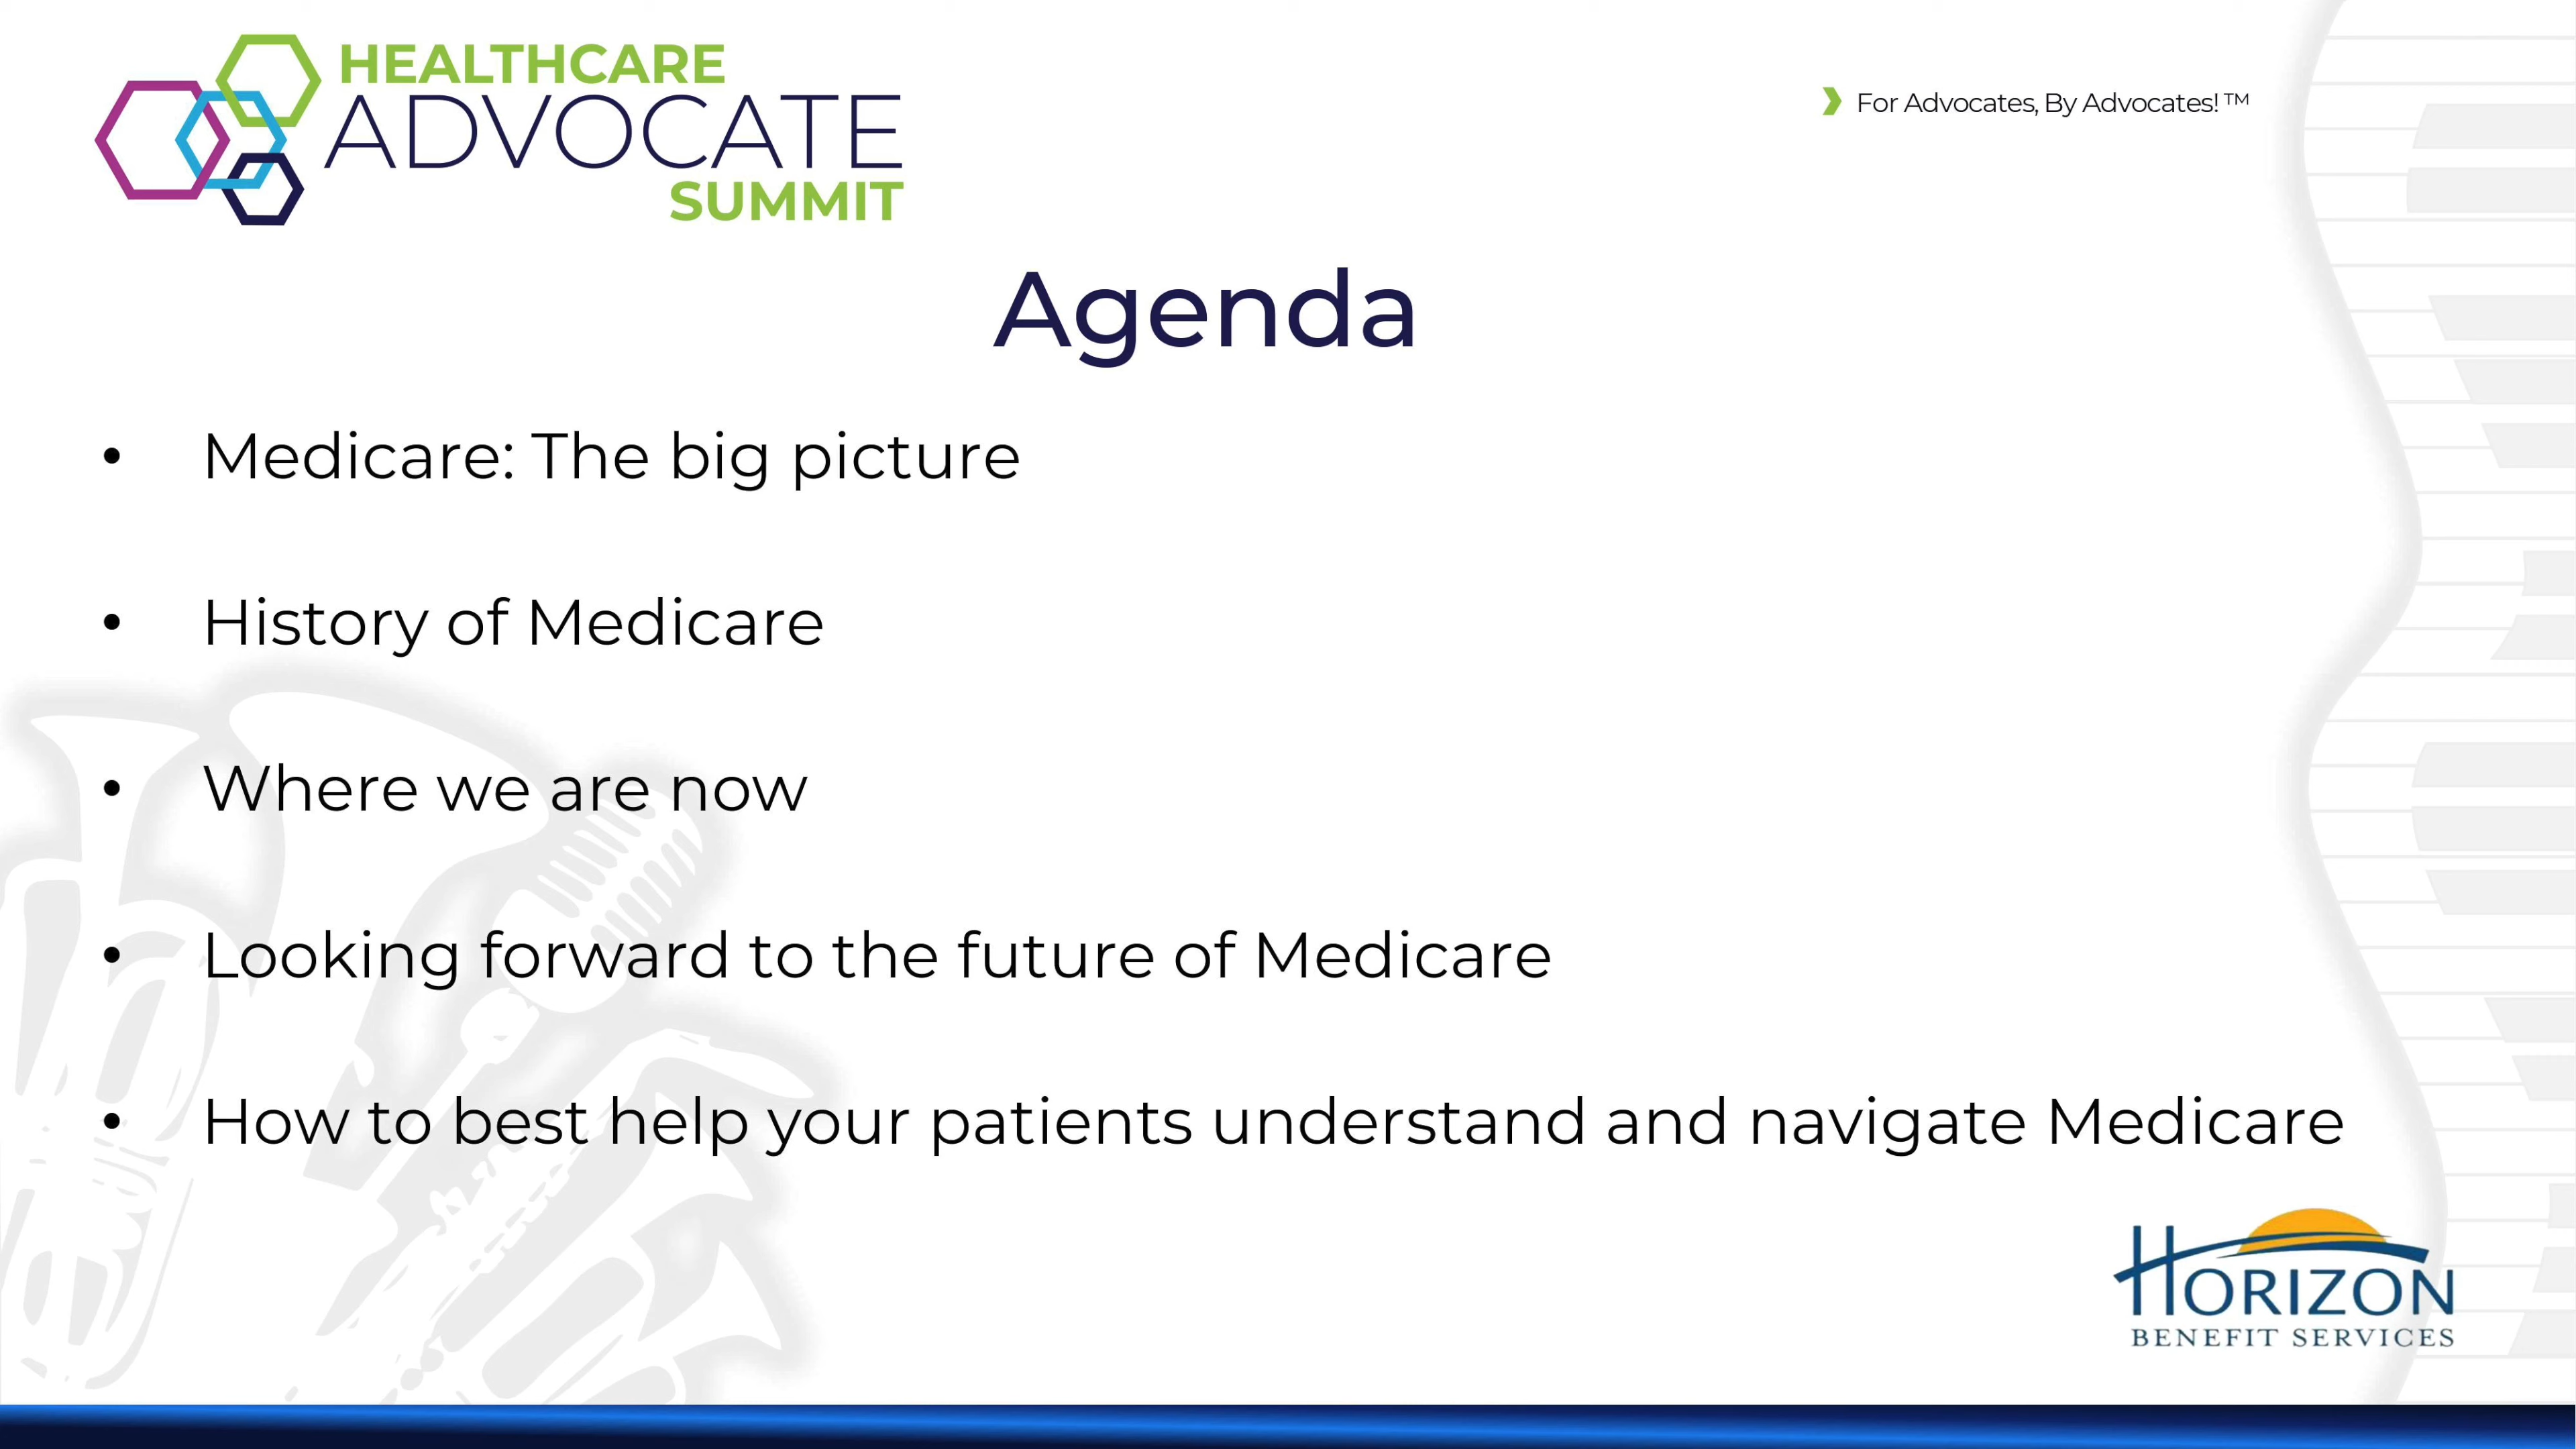 HEALTHCARE
ADVOCATE
SUMMIT
For Advocates, By Advocates!™
Agenda
• Medicare: The big picture
• History of Medicare
• Where we are now
• Looking forward to the future of Medicare
• How to best help your patients understand and navigate Medicare
HORIZON
BENEFIT SERVICES